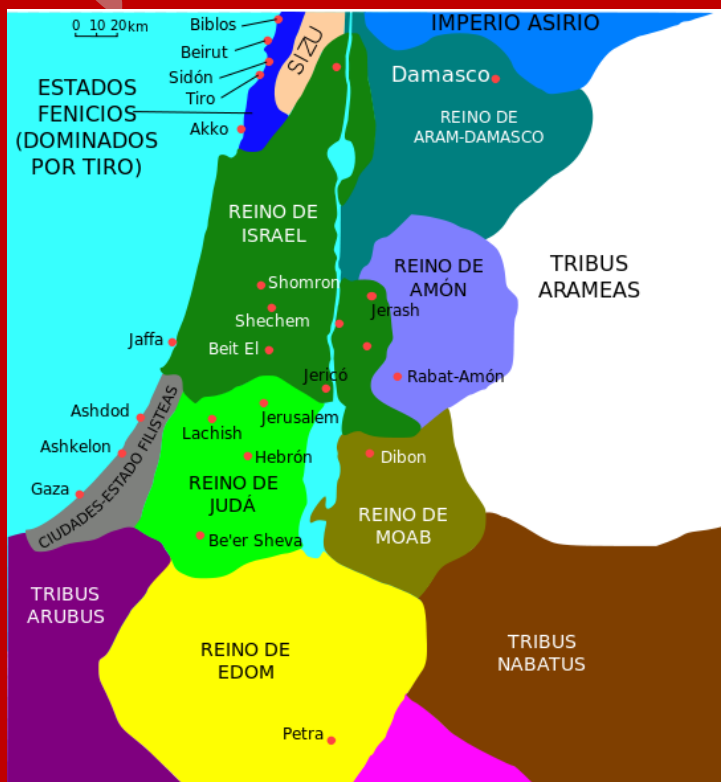 0 10 20km
Biblos
Beirut
Sidón
Tiro
Akko
SIZU
IMPERIO ASIRIO
Damasco
REINO DE
ARAM-DAMASCO
ESTADOS
FENICIOS
(DOMINADOS
POR TIRO)
REINO DE
ISRAEL
REINO DE
AMÓN
TRIBUS
ARAMEAS
Shomron
Shechem
Beit El
Jerash
Jaffa
Jericó
Rabat-Amón
Ashdod
Ashkelon
Gaza
CIUDADES-ESTADO FILISTEAS
Jerusalem
Lachish
Hebrón
REINO DE
JUDÁ
Be'er Sheva
Dibon
REINO DE
MOAB
TRIBUS
ARUBUS
REINO DE
EDOM
TRIBUS
NABATUS
Petra